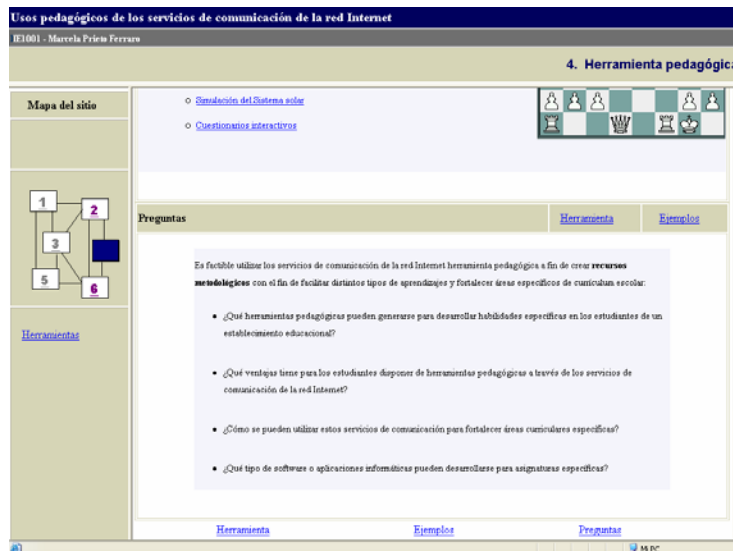 Usos pedagógicos de los servicios de comunicación de la red Internet
IE1001 - Marcela Prieto Ferraro
4. Herramienta pedagógica
Mapa del sitio
Simulación del Sistema solar
Cuestionarios interactivos
1
2
3
5
6
Herramientas
Preguntas
Herramienta
Ejemplos
Es factible utilizar los servicios de comunicación de la red Internet herramienta pedagógica a fin de crear recursos
metodológicos con el fin de facilitar distintos tipos de aprendizajes y fortalecer áreas específicos de curriculum escolar:
¿Qué herramientas pedagógicas pueden generarse para desarrollar habilidades específicas en los estudiantes de un
establecimiento educacional?
¿Qué ventajas tiene para los estudiantes disponer de herramientas pedagógicas a través de los servicios de
comunicación de la red Internet?
¿Cómo se pueden utilizar estos servicios de comunicación para fortalecer áreas curriculares específicas?
¿Qué tipo de software o aplicaciones informáticas pueden desarrollarse para asignaturas específicas?
Herramienta
Ejemplos
Preguntas
Mi PC